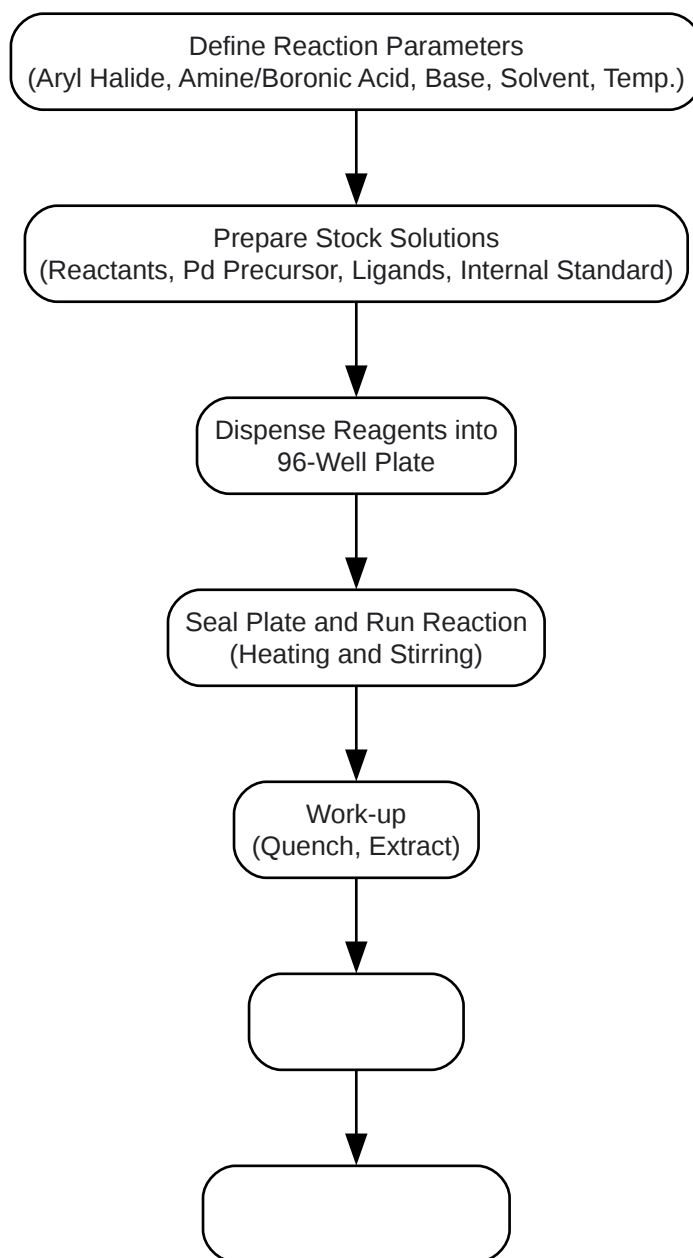 Define Reaction Parameters
(Aryl Halide, Amine/Boronic Acid, Base, Solvent, Temp.)
Prepare Stock Solutions
(Reactants, Pd Precursor, Ligands, Internal Standard)
Dispense Reagents into
96-Well Plate
Seal Plate and Run Reaction
(Heating and Stirring)
Work-up
(Quench, Extract)